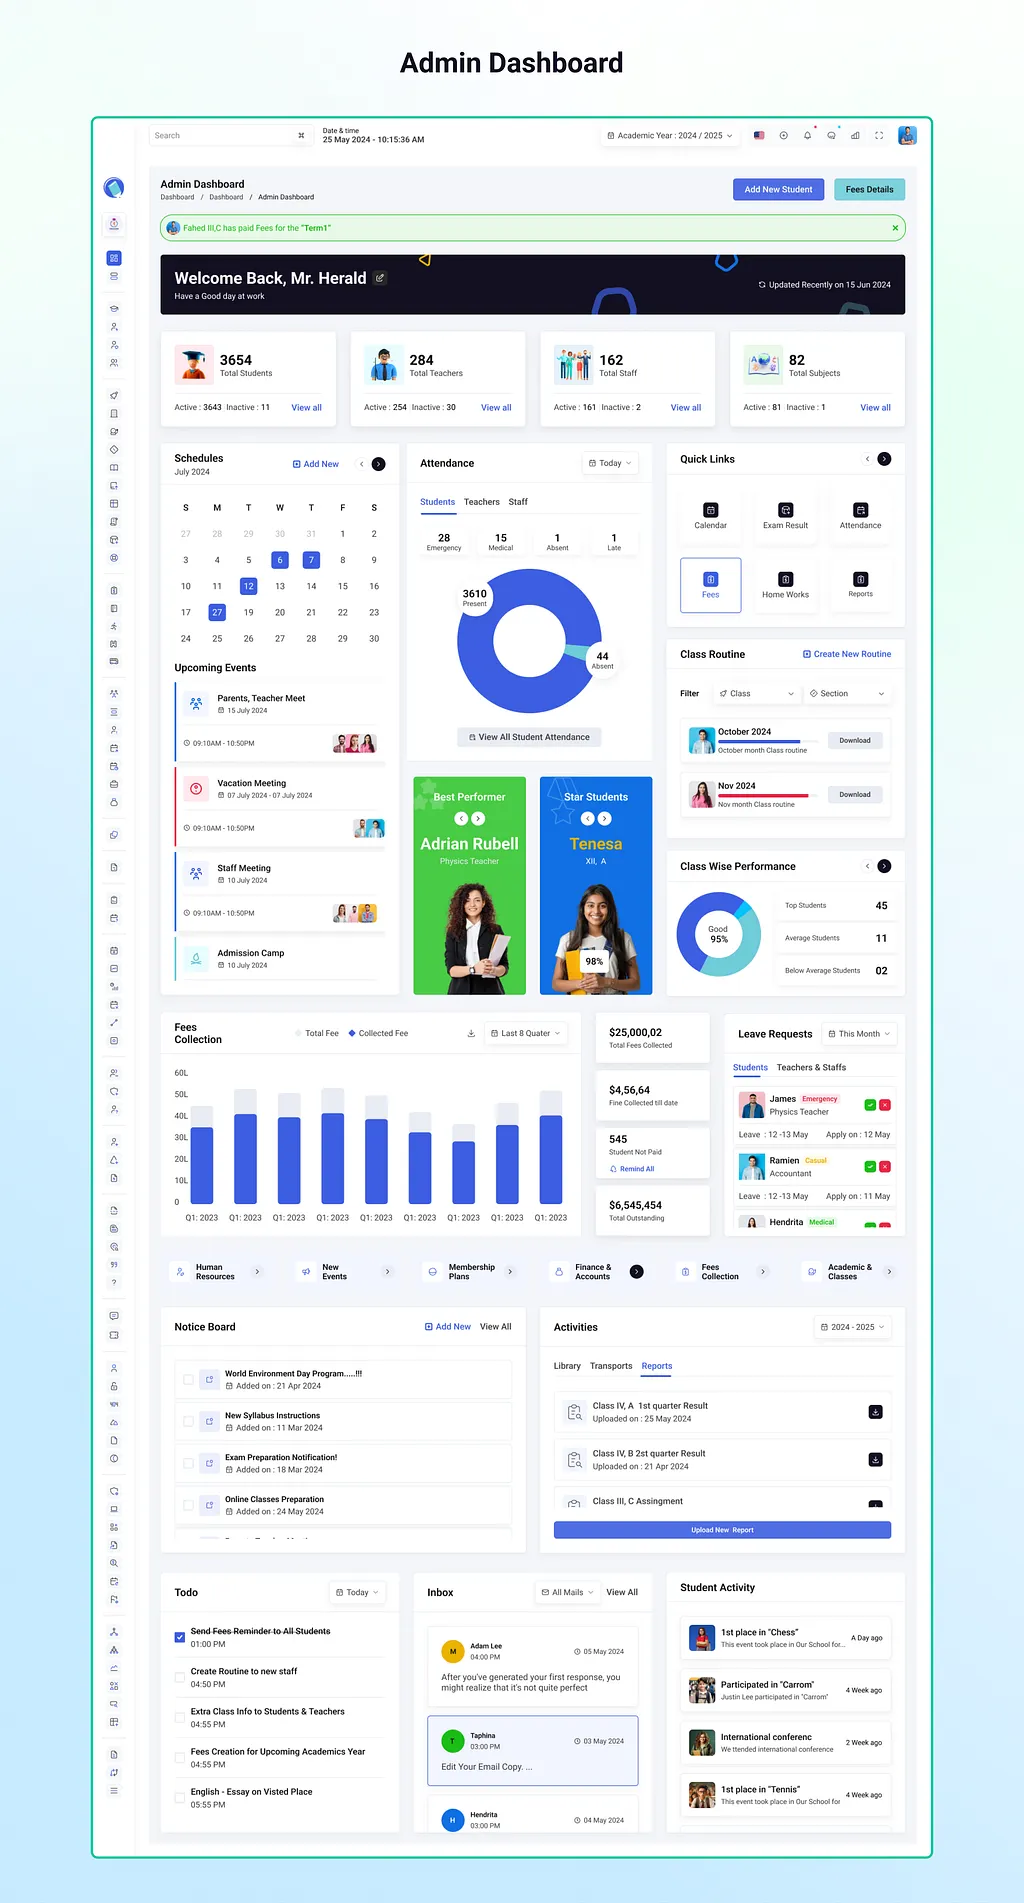 Admin Dashboard
Search
⌘
Date & time
25 May 2024 - 10:15:36 AM
Academic Year : 2024 / 2025
Admin Dashboard
Dashboard / Dashboard / Admin Dashboard
Add New Student
Fees Details
Fahed III,C has paid Fees for the "Term1"
Welcome Back, Mr. Herald
Have a Good day at work
Updated Recently on 15 Jun 2024
3654
Total Students
Active : 3643 Inactive : 11 View all
284
Total Teachers
Active : 254 Inactive : 30 View all
162
Total Staff
Active : 161 Inactive : 2 View all
82
Total Subjects
Active : 81 Inactive : 1 View all
Schedules
July 2024
Add New
S M T W T F S
27 28 29 30 31 1 2
3 4 5 6 7 8 9
10 11 12 13 14 15 16
17 27 19 20 21 22 23
24 25 26 27 28 29 30
Upcoming Events
Parents, Teacher Meet
15 July 2024
09:10AM - 10:50PM
Vacation Meeting
07 July 2024 - 07 July 2024
09:10AM - 10:50PM
Staff Meeting
10 July 2024
09:10AM - 10:50PM
Admission Camp
10 July 2024
Attendance
Today
Students Teachers Staff
28
Emergency
15
Medical
1
Absent
1
Late
3610
Present
44
Absent
View All Student Attendance
Best Performer
Adrian Rubell
Physics Teacher
Star Students
Tenesa
XII, A
98%
Quick Links
Calendar
Exam Result
Attendance
Fees
Home Works
Reports
Class Routine
Create New Routine
Filter
Class
Section
October 2024
October month Class routine
Download
Nov 2024
Nov month Class routine
Download
Class Wise Performance
Good
95%
Top Students 45
Average Students 11
Below Average Students 02
Fees
Collection
Total Fee
Collected Fee
Last 8 Quater
60L
50L
40L
30L
20L
10L
0
Q1: 2023 Q1: 2023 Q1: 2023 Q1: 2023 Q1: 2023 Q1: 2023 Q1: 2023 Q1: 2023 Q1: 2023
$25,000,02
Total Fees Collected
$4,56,64
Fine Collected till date
545
Student Not Paid
Remind All
$6,545,454
Total Outstanding
Leave Requests
This Month
Students Teachers & Staffs
James Emergency
Physics Teacher
Leave : 12 -13 May Apply on : 12 May
Ramien Casual
Accountant
Leave : 12 -13 May Apply on : 11 May
Hendrita Medical
Human
Resources
New
Events
Membership
Plans
Finance &
Accounts
Fees
Collection
Academic &
Classes
Notice Board
Add New
View All
World Environment Day Program.....!!!
Added on : 21 Apr 2024
New Syllabus Instructions
Added on : 11 Mar 2024
Exam Preparation Notification!
Added on : 18 Mar 2024
Online Classes Preparation
Added on : 24 May 2024
Activities
2024 - 2025
Library Transports Reports
Class IV, A 1st quarter Result
Uploaded on : 25 May 2024
Class IV, B 2st quarter Result
Uploaded on : 21 Apr 2024
Class III, C Assingment
Upload New Report
Todo
Today
Send Fees Reminder to All Students
01:00 PM
Create Routine to new staff
04:50 PM
Extra Class Info to Students & Teachers
04:55 PM
Fees Creation for Upcoming Academics Year
04:55 PM
English - Essay on Visted Place
05:55 PM
Inbox
All Mails
View All
M
Adam Lee
04:00 PM
05 May 2024
After you've generated your first response, you
might realize that it's not quite perfect
T
Taphina
03:00 PM
03 May 2024
Edit Your Email Copy. ...
H
Hendrita
03:00 PM
04 May 2024
Student Activity
1st place in "Chess"
This event took place in Our School for...
A Day ago
Participated in "Carrom"
Justin Lee participated in "Carrom"
4 Week ago
International conferenc
We ttended international conference
2 Week ago
1st place in "Tennis"
This event took place in Our School for
4 Week ago